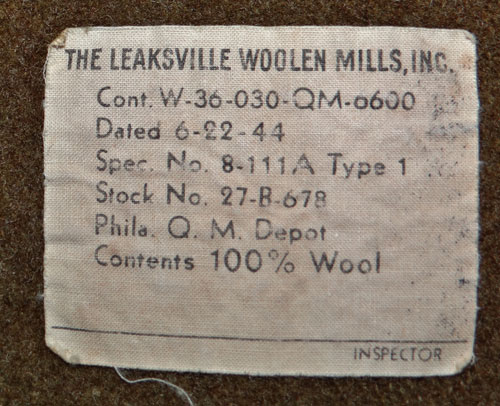 THE LEAKSVILLE WOOLEN MILLS, INC.
Cont. W-36-030-QM-0600
Dated 6-22-44
Spec. No. 8-111A Type 1
Stock No. 27-B-678
Phila. Q. M. Depot
Contents 100% Wool
INSPECTOR